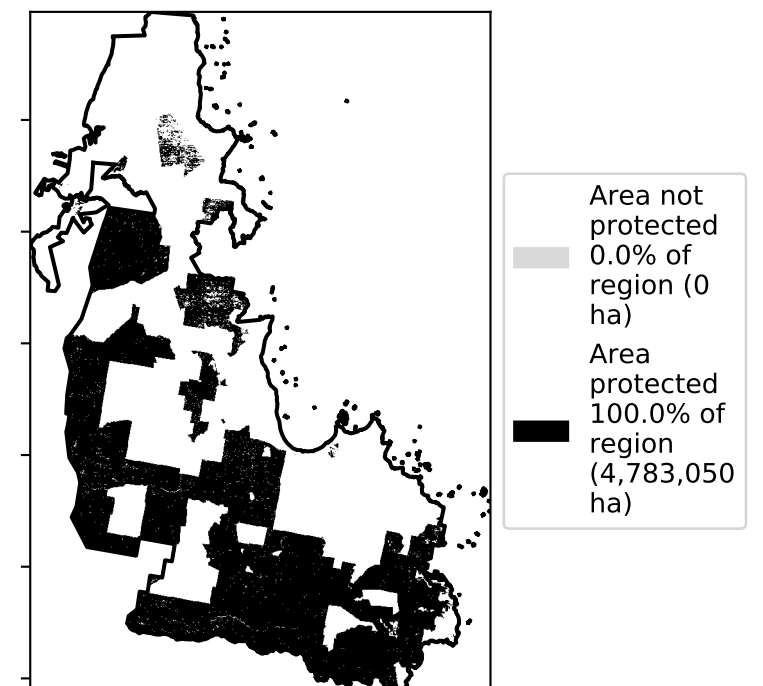 Area not
protected
0.0% of
region (0
ha)
Area
protected
100.0% of
region
(4,783,050
ha)